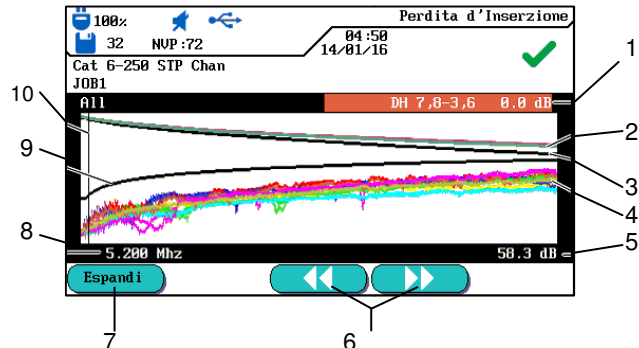 100% Perdita d'Inserzione
32 NVP:72 04:50
14/01/16
Cat 6-250 STP Chan
JOB1
All DH 7,8-3,6 0.0 dB
5.200 Mhz 58.3 dB
Espandi
1
2
3
4
5
6
7
8
9
10